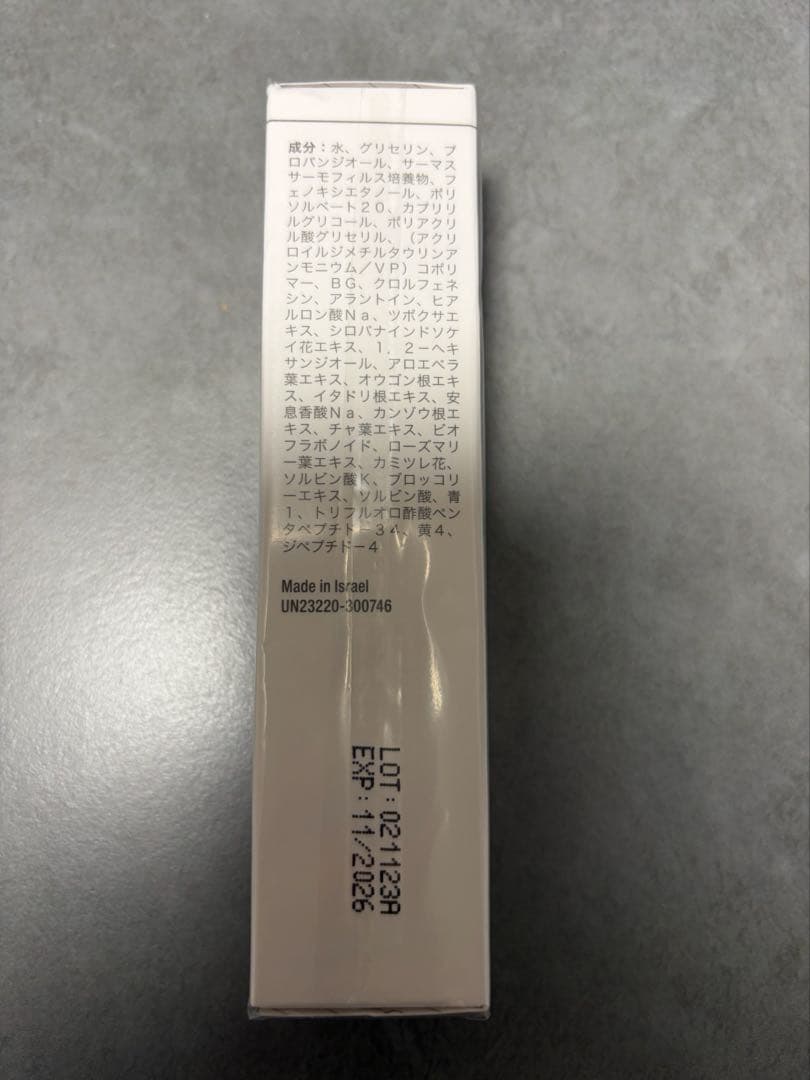 成分：水、グリセリン、プ
ロパンジオール、サーマス
サーモフィルス培養物、フ
ェノキシエタノール、ポリ
ソルベート２０、カプリリ
ルグリコール、ポリアクリ
ル酸グリセリル、（アクリ
ロイルジメチルタウリンア
ンモニウム／ＶＰ）コポリ
マー、ＢＧ、クロルフェネ
シン、アラントイン、ヒア
ルロン酸Ｎａ、ツボクサエ
キス、シロバナインドソケ
イ花エキス、１，２－ヘキ
サンジオール、アロエベラ
葉エキス、オウゴン根エキ
ス、イタドリ根エキス、安
息香酸Ｎａ、カンゾウ根エ
キス、チャ葉エキス、ビオ
フラボノイド、ローズマリ
ー葉エキス、カミツレ花、
ソルビン酸Ｋ、ブロッコリ
ーエキス、ソルビン酸、青
１、トリフルオロ酢酸ペン
タペプチド－３４、黄４、
ジペプチド－４
Made in Israel
UN23220-300746
LOT: 021123A
EXP: 11/2026